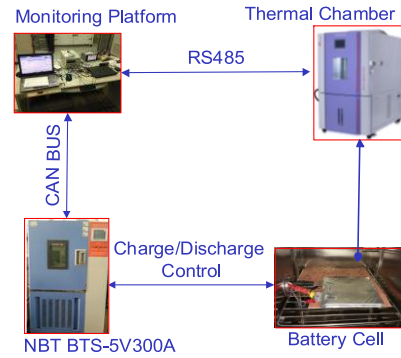 Monitoring Platform
Thermal Chamber
RS485
CAN BUS
Charge/Discharge
Control
NBT BTS-5V300A
Battery Cell